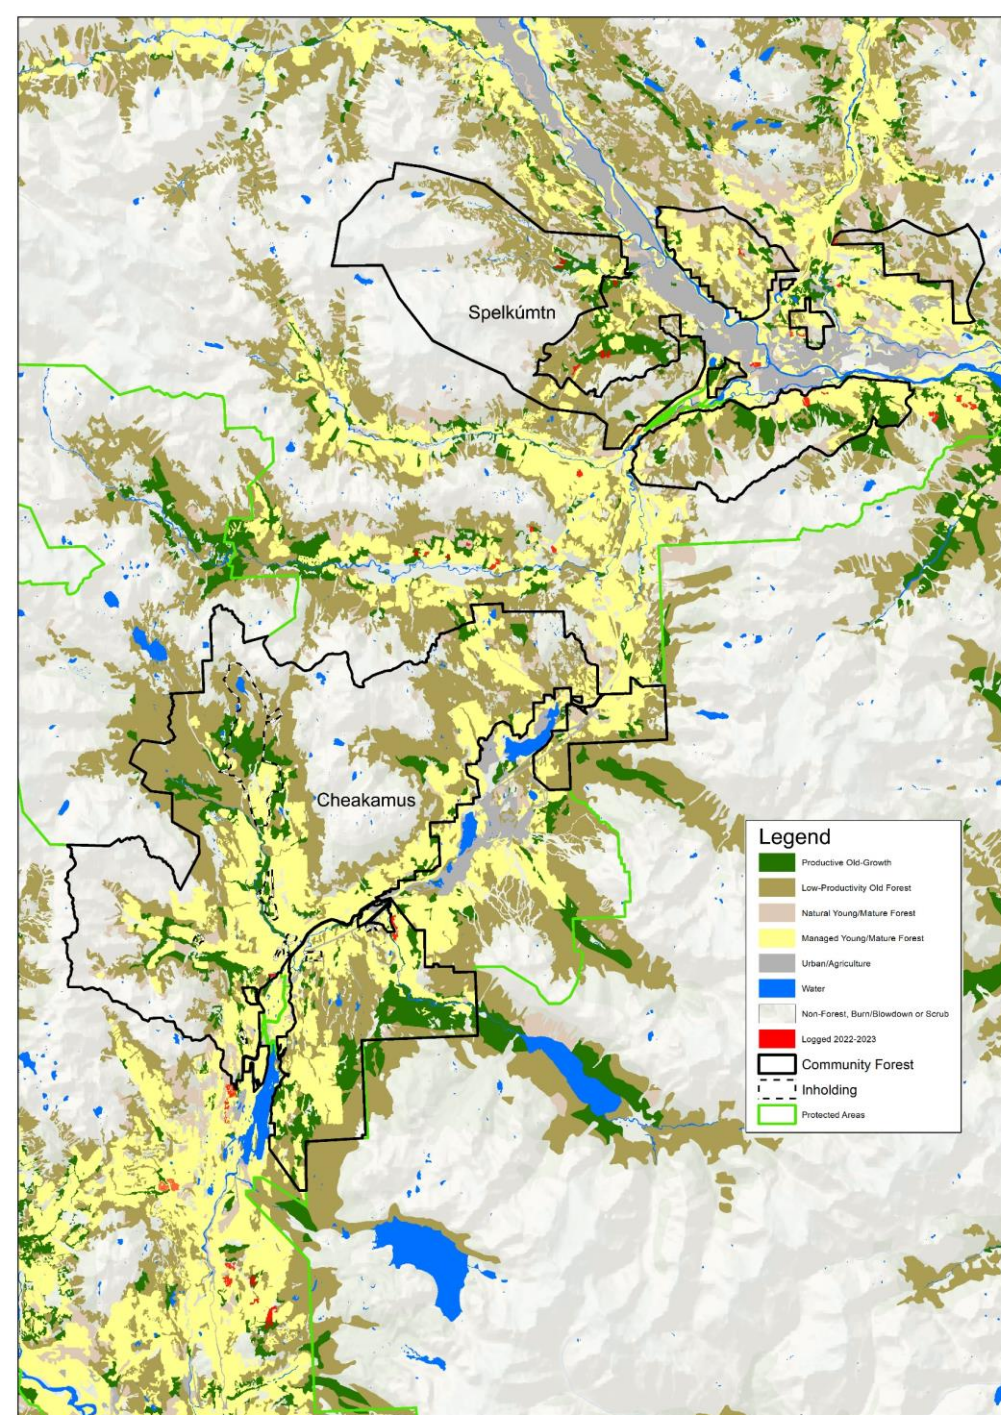 Spelkúmtn
Cheakamus
Legend
Productive Old-Growth
Low-Productivity Old Forest
Natural Young/Mature Forest
Managed Young/Mature Forest
Urban/Agriculture
Water
Non-Forest, Burn/Blowdown or Scrub
Logged 2022-2023
Community Forest
Inholding
Protected Areas